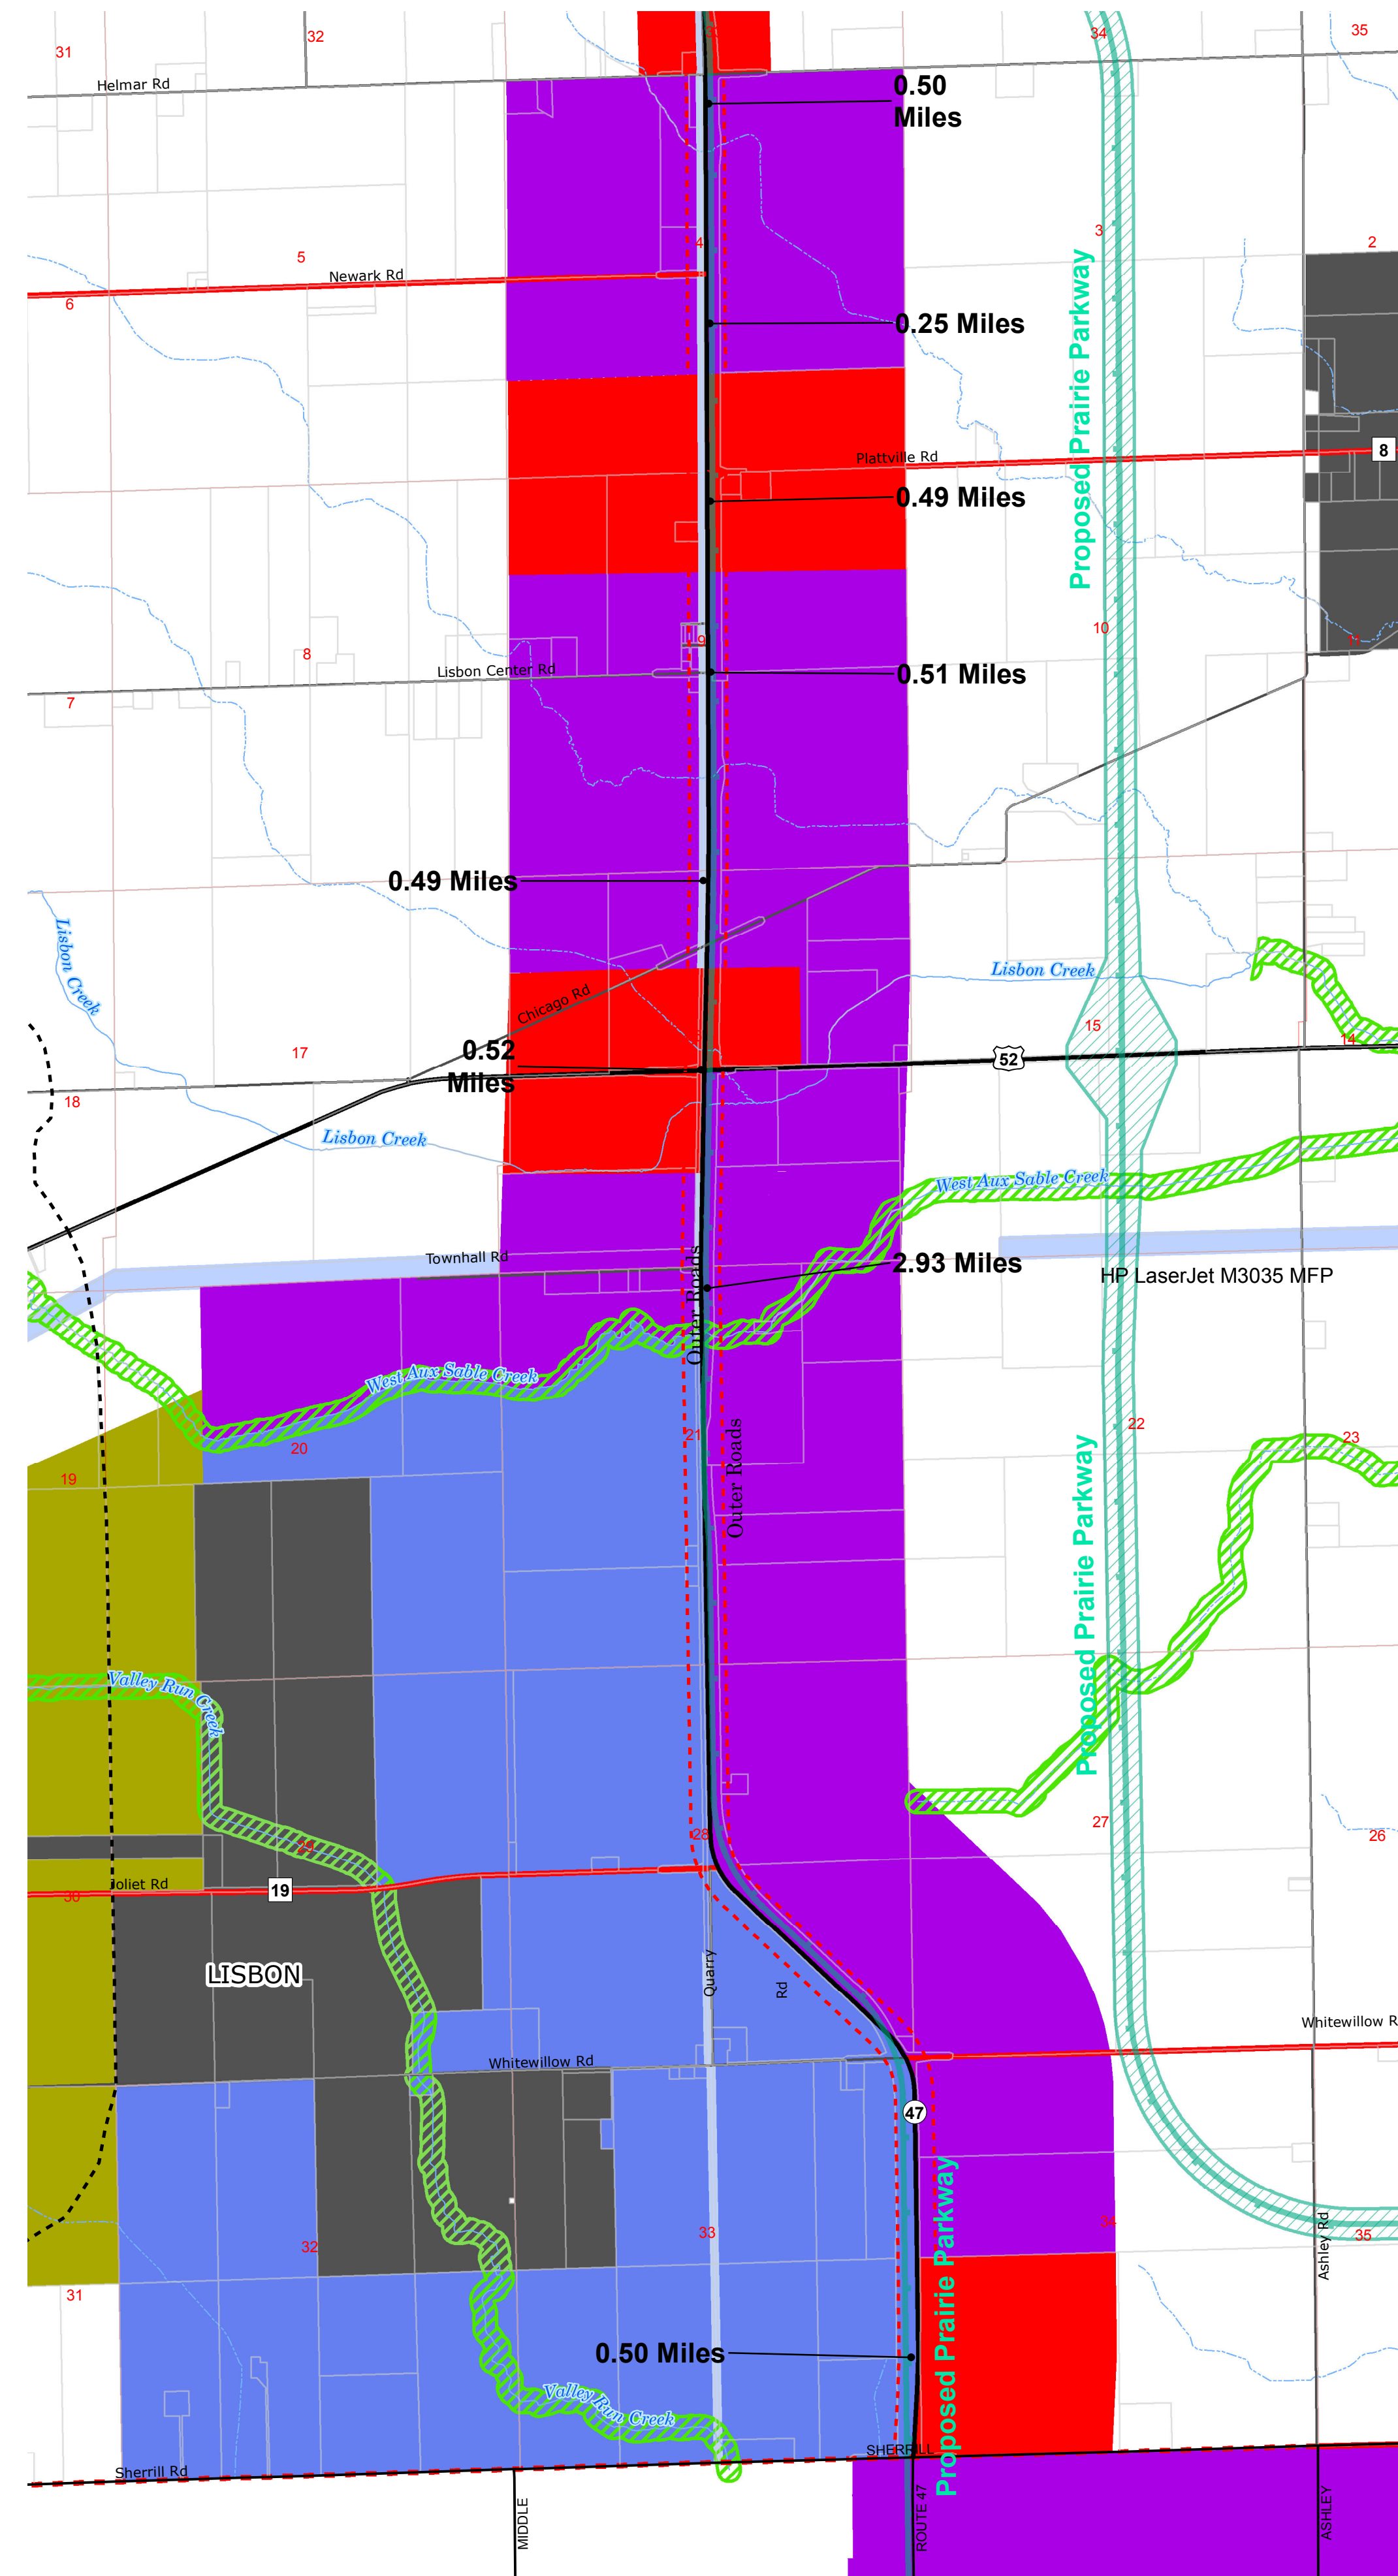 31
32
33
34
35
Helmar Rd
0.50
Miles
3
4
2
5
Newark Rd
6
0.25 Miles
Proposed Prairie Parkway
Plattville Rd
8
0.49 Miles
10
11
9
8
Lisbon Center Rd
0.51 Miles
7
0.49 Miles
Lisbon Creek
Lisbon Creek
Chicago Rd
15
14
17
0.52
Miles
52
18
Lisbon Creek
West Aux Sable Creek
Townhall Rd
Outer Roads
2.93 Miles
HP LaserJet M3035 MFP
West Aux Sable Creek
22
23
21
20
19
Outer Roads
Proposed Prairie Parkway
Valley Run Creek
27
26
28
29
Joliet Rd
19
30
LISBON
Quarry
Rd
Whitewillow R
Whitewillow Rd
47
Proposed Prairie Parkway
34
33
35
32
Ashley Rd
31
0.50 Miles
Valley Run Creek
SHERRILL
Sherrill Rd
MIDDLE
ROUTE 47
ASHLEY